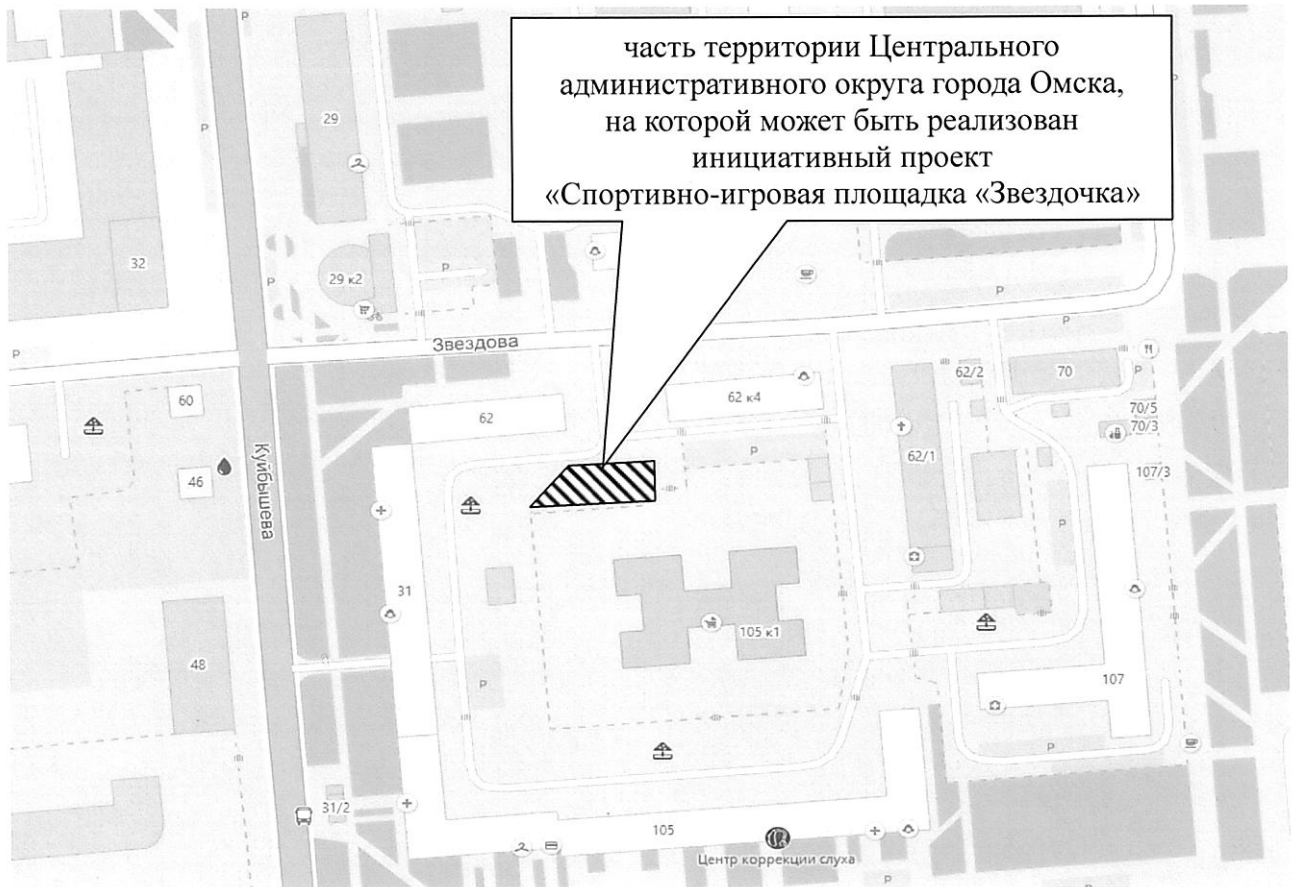 часть территории Центрального
административного округа города Омска,
на которой может быть реализован
инициативный проект
«Спортивно-игровая площадка «Звездочка»
P
P
P
29
32
P
29 к2
P
P
P
P
Звездова
62/2
70
P
60
62
62 к4
70/5
70/3
Куйбышева
46
P
62/1
107/3
P
31
105 к1
48
P
107
P
31/2
105
Центр коррекции слуха
P